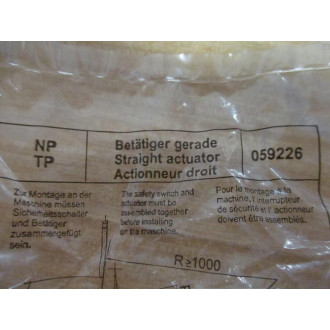 NP
TP
Betätiger gerade
Straight actuator
Actionneur droit
059226
Zur Montage an der
Maschine müssen
Sicherheitsschalter
und Betätiger
zusammengefügt
sein.
The safety switch and
actuator must be
assembled together
before installing
on the maschine.
Pour le montage à la
machine, l'interrupteur
de sécurité et l'actionneur
doivent être assemblés.
R≥1000